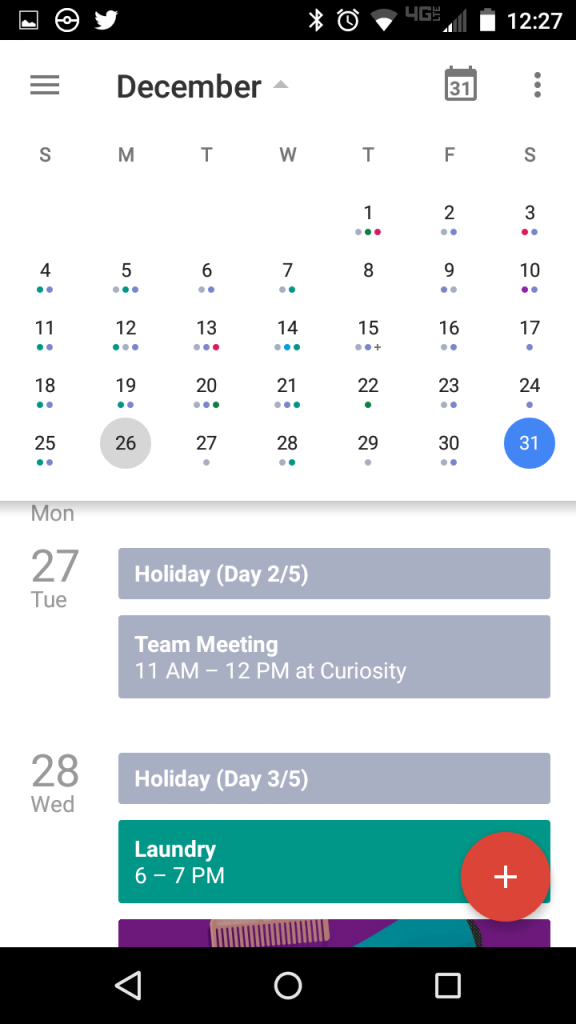 4G LTE 12:27
December 31
S M T W T F S
1 2 3
4 5 6 7 8 9 10
11 12 13 14 15 16 17
18 19 20 21 22 23 24
25 26 27 28 29 30 31
Mon
27
Tue
Holiday (Day 2/5)
Team Meeting
11 AM – 12 PM at Curiosity
28
Wed
Holiday (Day 3/5)
Laundry
6 – 7 PM